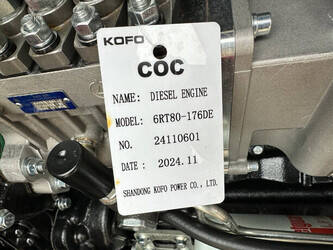 KOFO
COC
NAME: DIESEL ENGINE
MODEL: 6RT80-176DE
NO. 24110601
DATE : 2024.11
SHANDONG KOFO POWER CO., LTD.